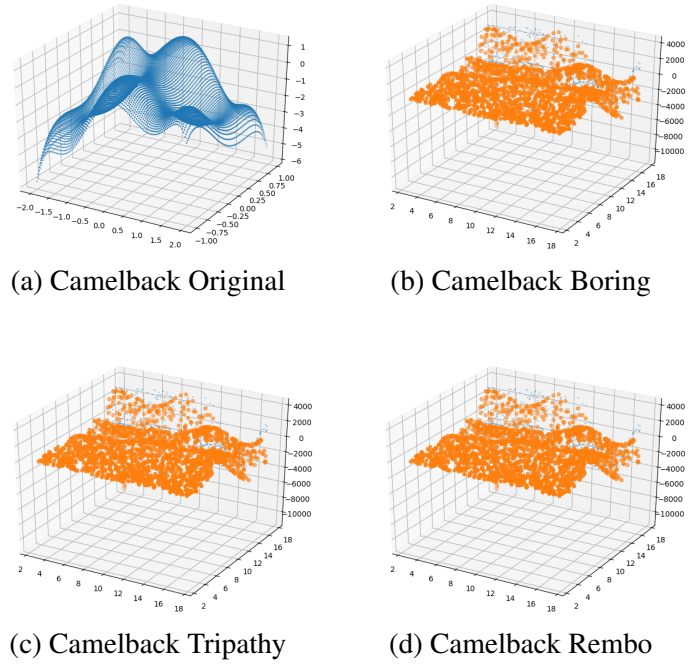 1
0
−1
−2
−3
−4
−5
−6
−2.0 −1.5 −1.0 −0.5 0.0 0.5 1.0 1.5 2.0
−1.00 −0.75 −0.50 −0.25 0.00 0.25 0.50 0.75 1.00
(a) Camelback Original
4000
2000
0
−2000
−4000
−6000
−8000
−10000
2 4 6 8 10 12 14 16 18
2 4 6 8 10 12 14 16 18
(b) Camelback Boring
4000
2000
0
−2000
−4000
−6000
−8000
−10000
2 4 6 8 10 12 14 16 18
2 4 6 8 10 12 14 16 18
(c) Camelback Tripathy
4000
2000
0
−2000
−4000
−6000
−8000
−10000
2 4 6 8 10 12 14 16 18
2 4 6 8 10 12 14 16 18
(d) Camelback Rembo